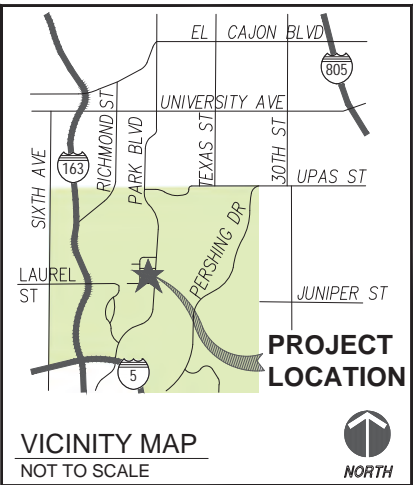 EL CAJON BLVD
805
RICHMOND ST
UNIVERSITY AVE
PARK BLVD
TEXAS ST
30TH ST
SIXTH AVE
163
UPAS ST
PERSHING DR
LAUREL
ST
JUNIPER ST
PROJECT
LOCATION
5
VICINITY MAP
NOT TO SCALE
NORTH